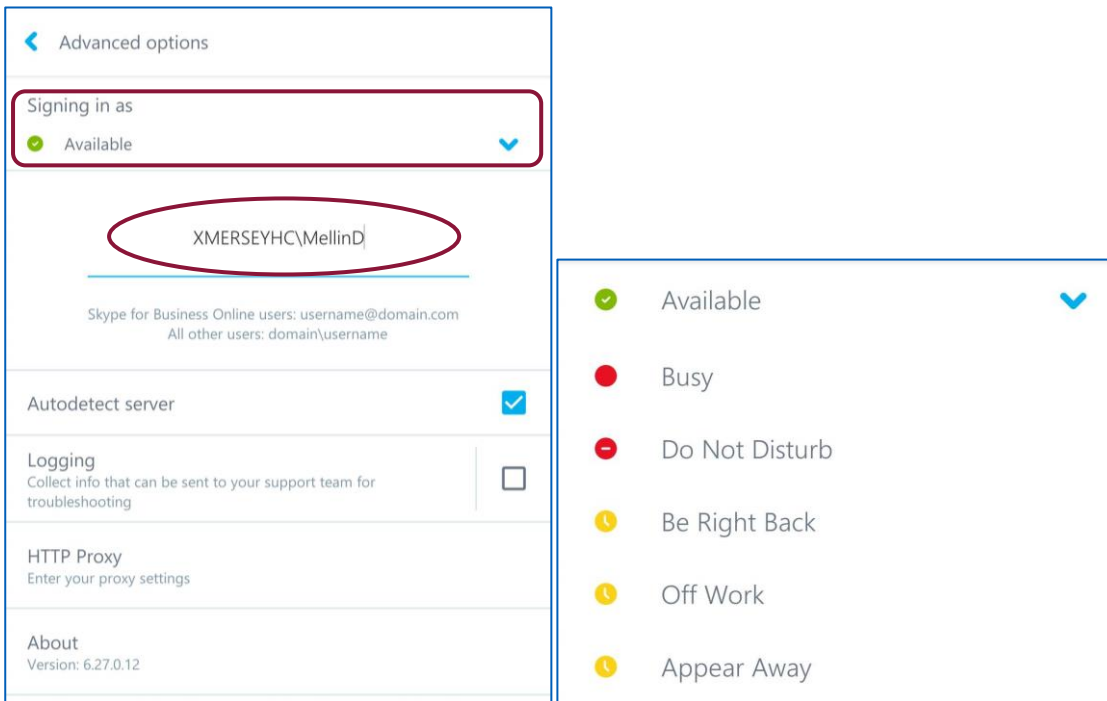 Advanced options
Signing in as
Available
XMERSEYHC\MellinD
Skype for Business Online users: username@domain.com
All other users: domain\username
Autodetect server
Logging
Collect info that can be sent to your support team for
troubleshooting
HTTP Proxy
Enter your proxy settings
About
Version: 6.27.0.12
Available
Busy
Do Not Disturb
Be Right Back
Off Work
Appear Away